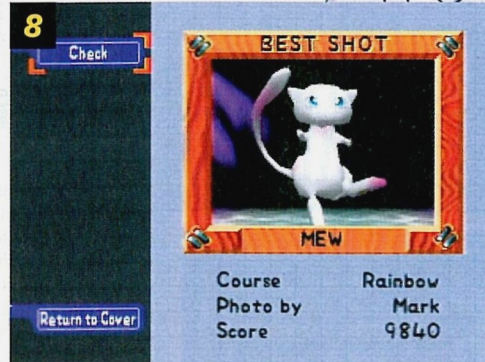 8
Check
BEST SHOT
MEW
Course Rainbow
Photo by Mark
Score 9840
Return to Cover